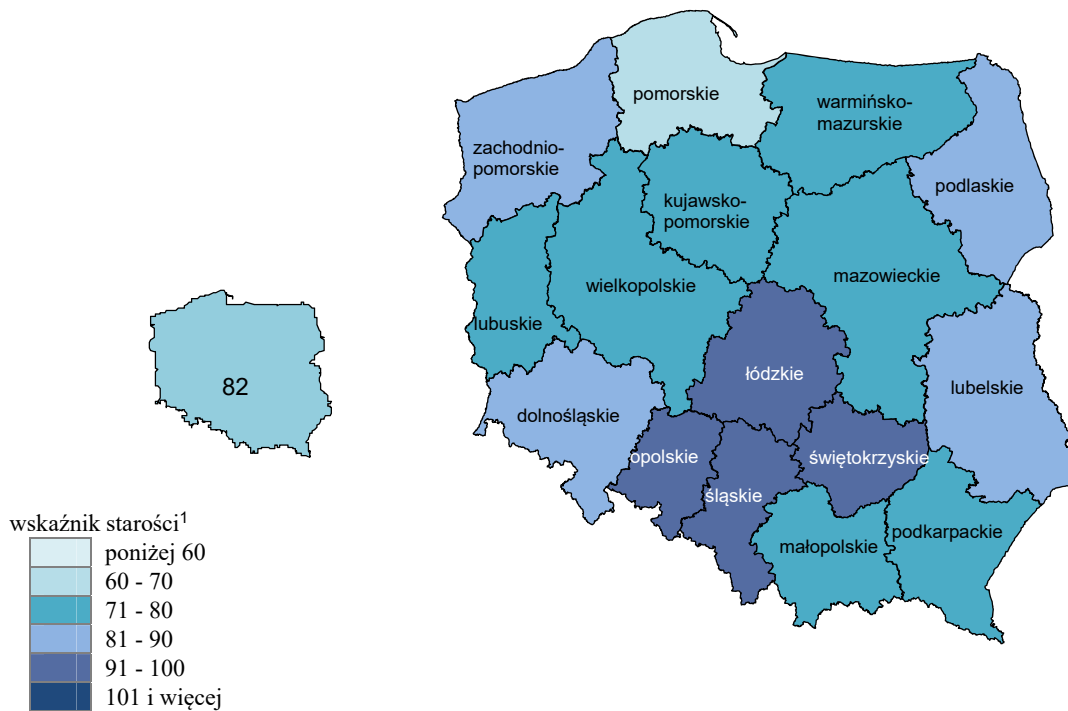 pomorskie
warmińsko-
mazurskie
zachodnio-
pomorskie
podlaskie
kujawsko-
pomorskie
mazowieckie
wielkopolskie
lubuskie
łódzkie
82
lubelskie
dolnośląskie
opolskie
świętokrzyskie
śląskie
podkarpackie
małopolskie
wskaźnik starości¹
poniżej 60
60 - 70
71 - 80
81 - 90
91 - 100
101 i więcej